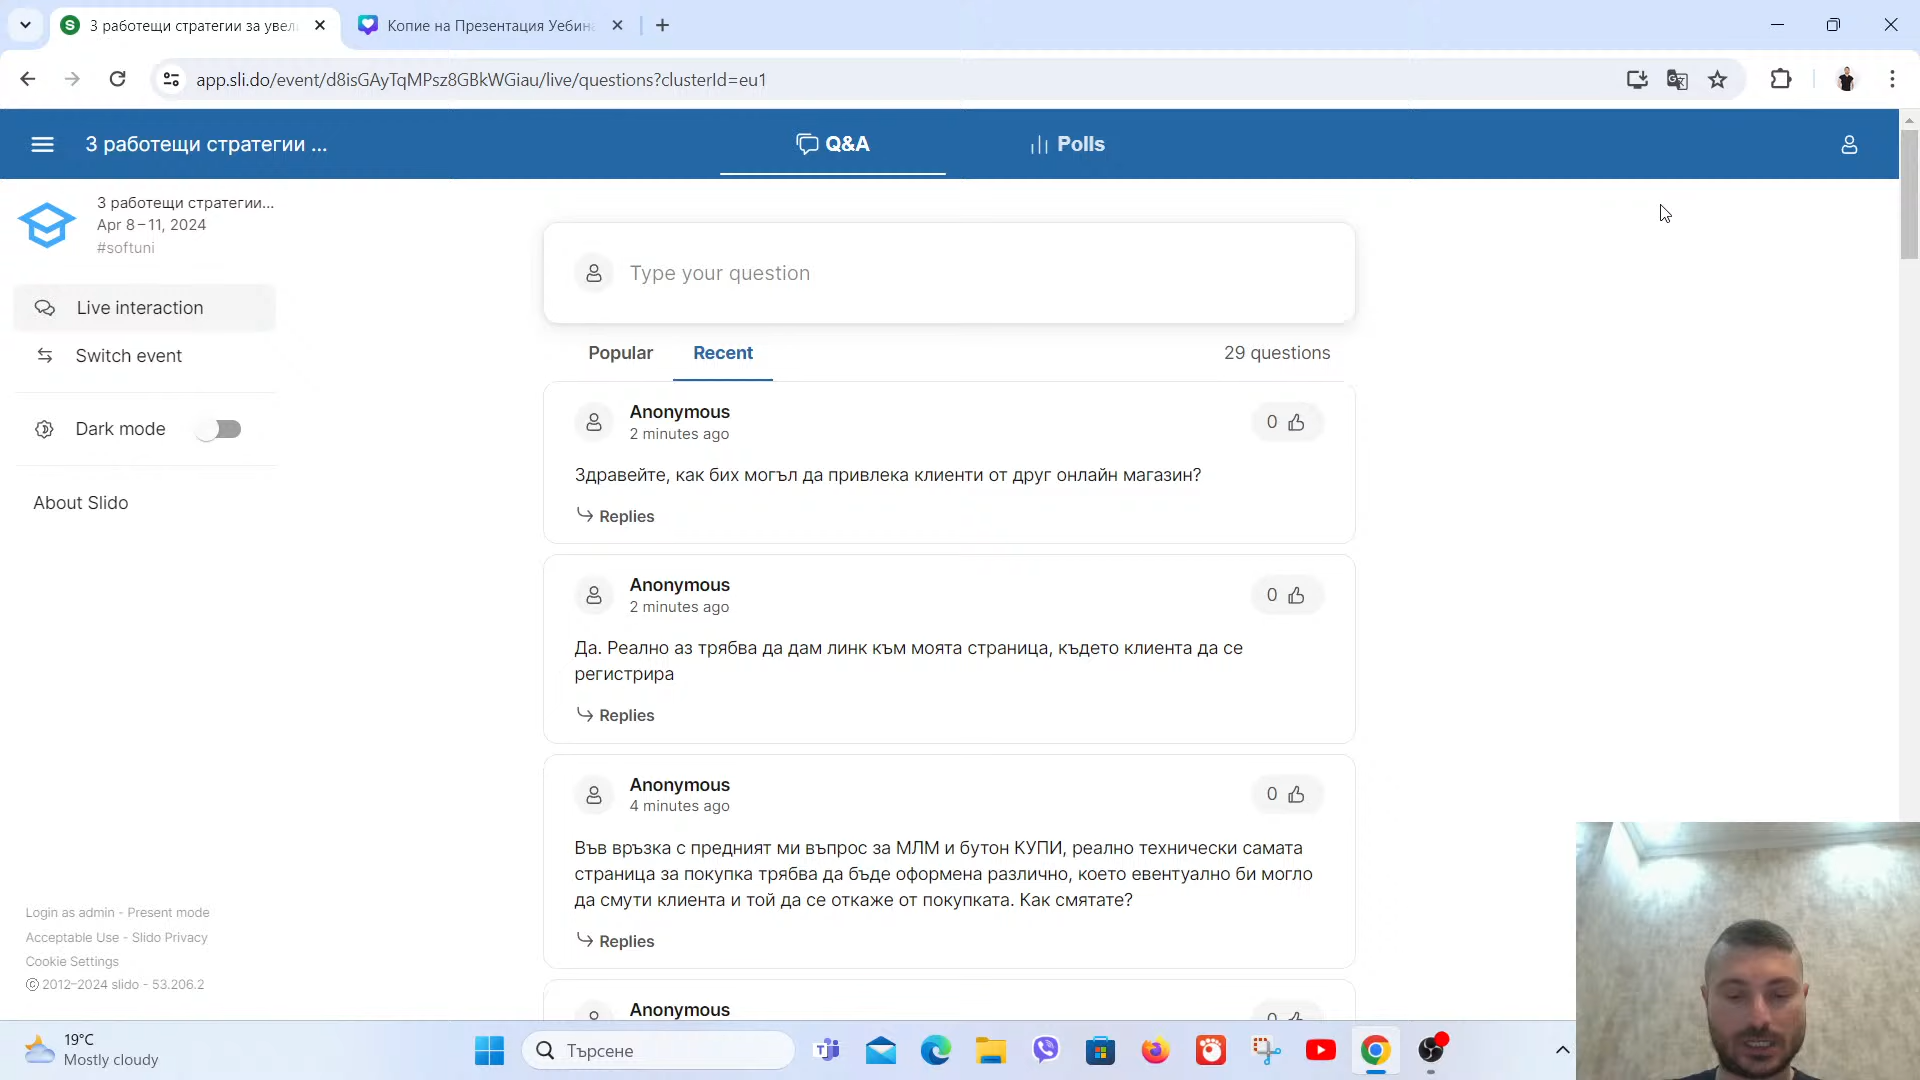 3 работещи стратегии за увел
Копие на Презентация Уебина
app.sli.do/event/d8isGAyTqMPsz8GBkWGiau/live/questions?clusterId=eu1
3 работещи стратегии ...
Q&A
Polls
3 работещи стратегии...
Apr 8 – 11, 2024
#softuni
Live interaction
Switch event
Dark mode
About Slido
Type your question
Popular
Recent
29 questions
Anonymous
2 minutes ago
0
Здравейте, как бих могъл да привлека клиенти от друг онлайн магазин?
Replies
Anonymous
2 minutes ago
0
Да. Реално аз трябва да дам линк към моята страница, където клиента да се
регистрира
Replies
Anonymous
4 minutes ago
0
Във връзка с предният ми въпрос за МЛМ и бутон КУПИ, реално технически самата
страница за покупка трябва да бъде оформена различно, което евентуално би могло
да смути клиента и той да се откаже от покупката. Как смятате?
Replies
Anonymous
0
Login as admin - Present mode
Acceptable Use - Slido Privacy
Cookie Settings
© 2012–2024 slido - 53.206.2
19°C
Mostly cloudy
Търсене